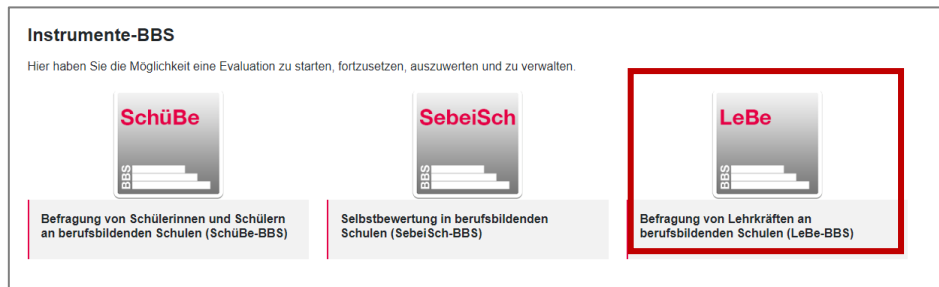 Instrumente-BBS
Hier haben Sie die Möglichkeit eine Evaluation zu starten, fortzusetzen, auszuwerten und zu verwalten.
SchüBe
BBS
Befragung von Schülerinnen und Schülern
an berufsbildenden Schulen (SchüBe-BBS)
SebeiSch
BBS
Selbstbewertung in berufsbildenden
Schulen (SebeiSch-BBS)
LeBe
BBS
Befragung von Lehrkräften an
berufsbildenden Schulen (LeBe-BBS)